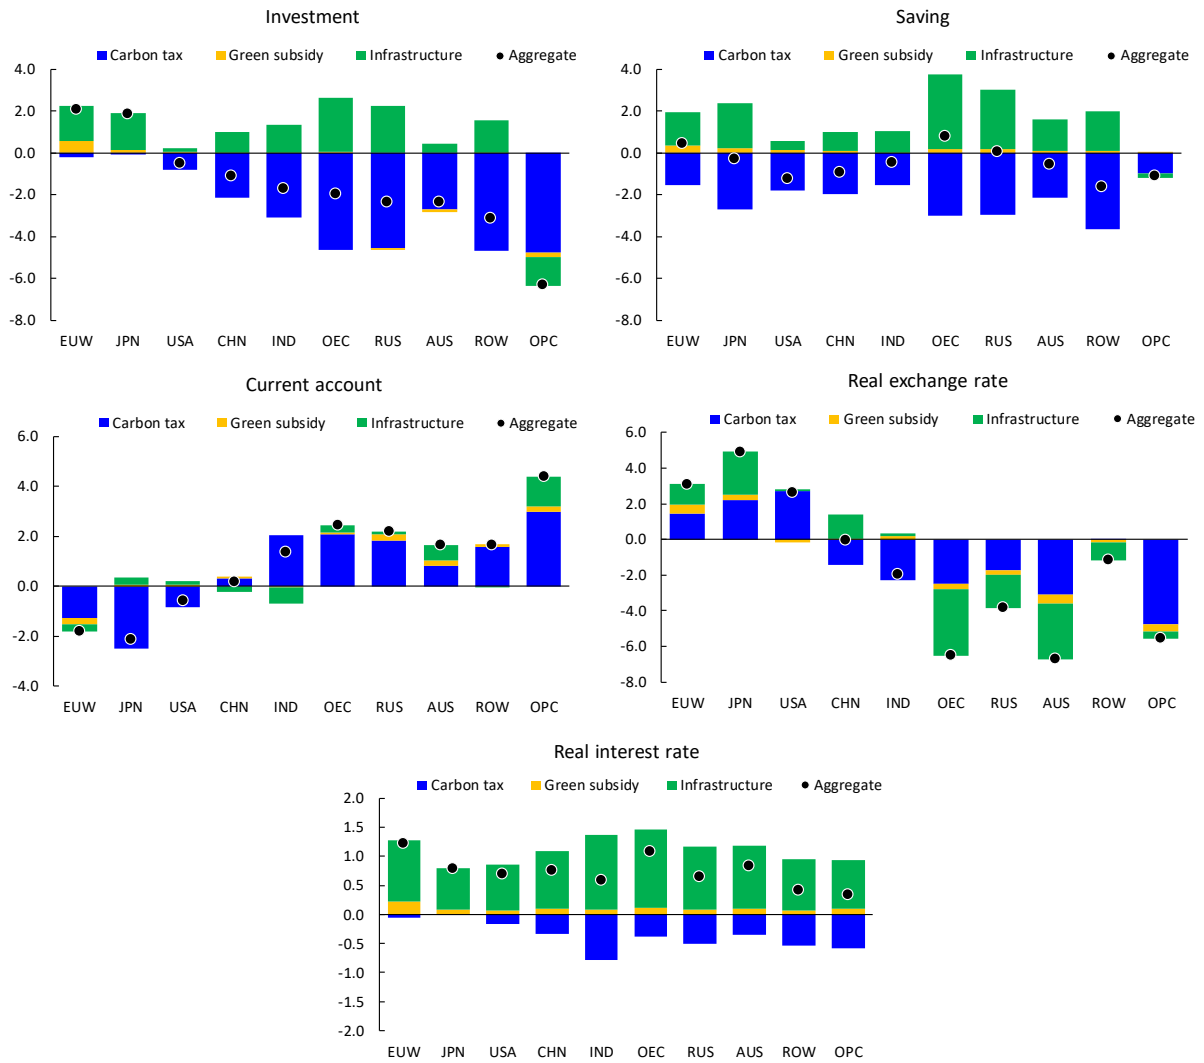 Investment
Carbon tax Green subsidy Infrastructure Aggregate
4.0
2.0
0.0
-2.0
-4.0
-6.0
-8.0
EUW JPN USA CHN IND OEC RUS AUS ROW OPC
Saving
Carbon tax Green subsidy Infrastructure Aggregate
4.0
2.0
0.0
-2.0
-4.0
-6.0
-8.0
EUW JPN USA CHN IND OEC RUS AUS ROW OPC
Current account
Carbon tax Green subsidy Infrastructure Aggregate
6.0
4.0
2.0
0.0
-2.0
-4.0
EUW JPN USA CHN IND OEC RUS AUS ROW OPC
Real exchange rate
Carbon tax Green subsidy Infrastructure Aggregate
6.0
4.0
2.0
0.0
-2.0
-4.0
-6.0
-8.0
EUW JPN USA CHN IND OEC RUS AUS ROW OPC
Real interest rate
Carbon tax Green subsidy Infrastructure Aggregate
2.0
1.5
1.0
0.5
0.0
-0.5
-1.0
-1.5
-2.0
EUW JPN USA CHN IND OEC RUS AUS ROW OPC